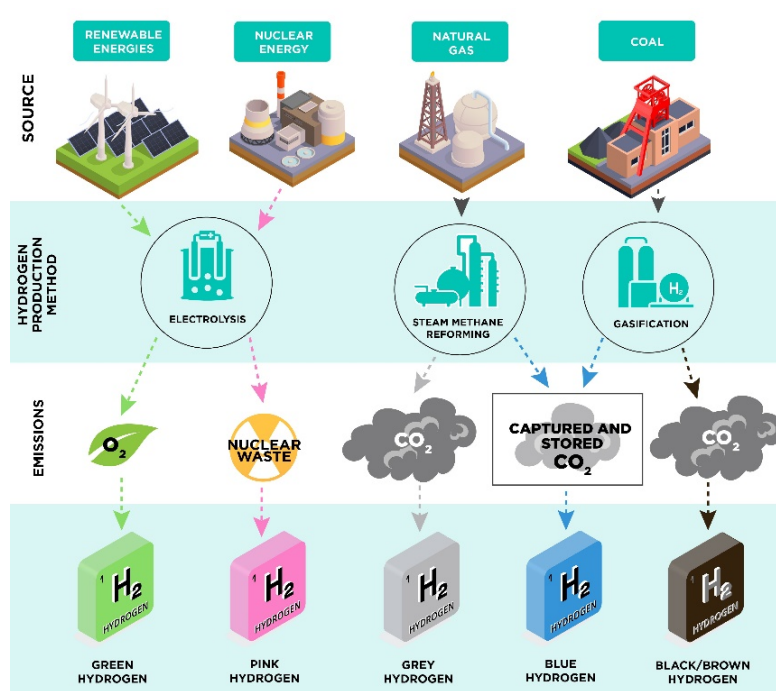 RENEWABLE
ENERGIES
NUCLEAR
ENERGY
NATURAL
GAS
COAL
SOURCE
HYDROGEN
PRODUCTION
METHOD
ELECTROLYSIS
STEAM METHANE
REFORMING
H2
GASIFICATION
EMISSIONS
O2
NUCLEAR
WASTE
CO2
CAPTURED AND
STORED
CO2
CO2
1
H2
HYDROGEN
1
H2
HYDROGEN
1
H2
HYDROGEN
1
H2
HYDROGEN
1
H2
HYDROGEN
GREEN
HYDROGEN
PINK
HYDROGEN
GREY
HYDROGEN
BLUE
HYDROGEN
BLACK/BROWN
HYDROGEN